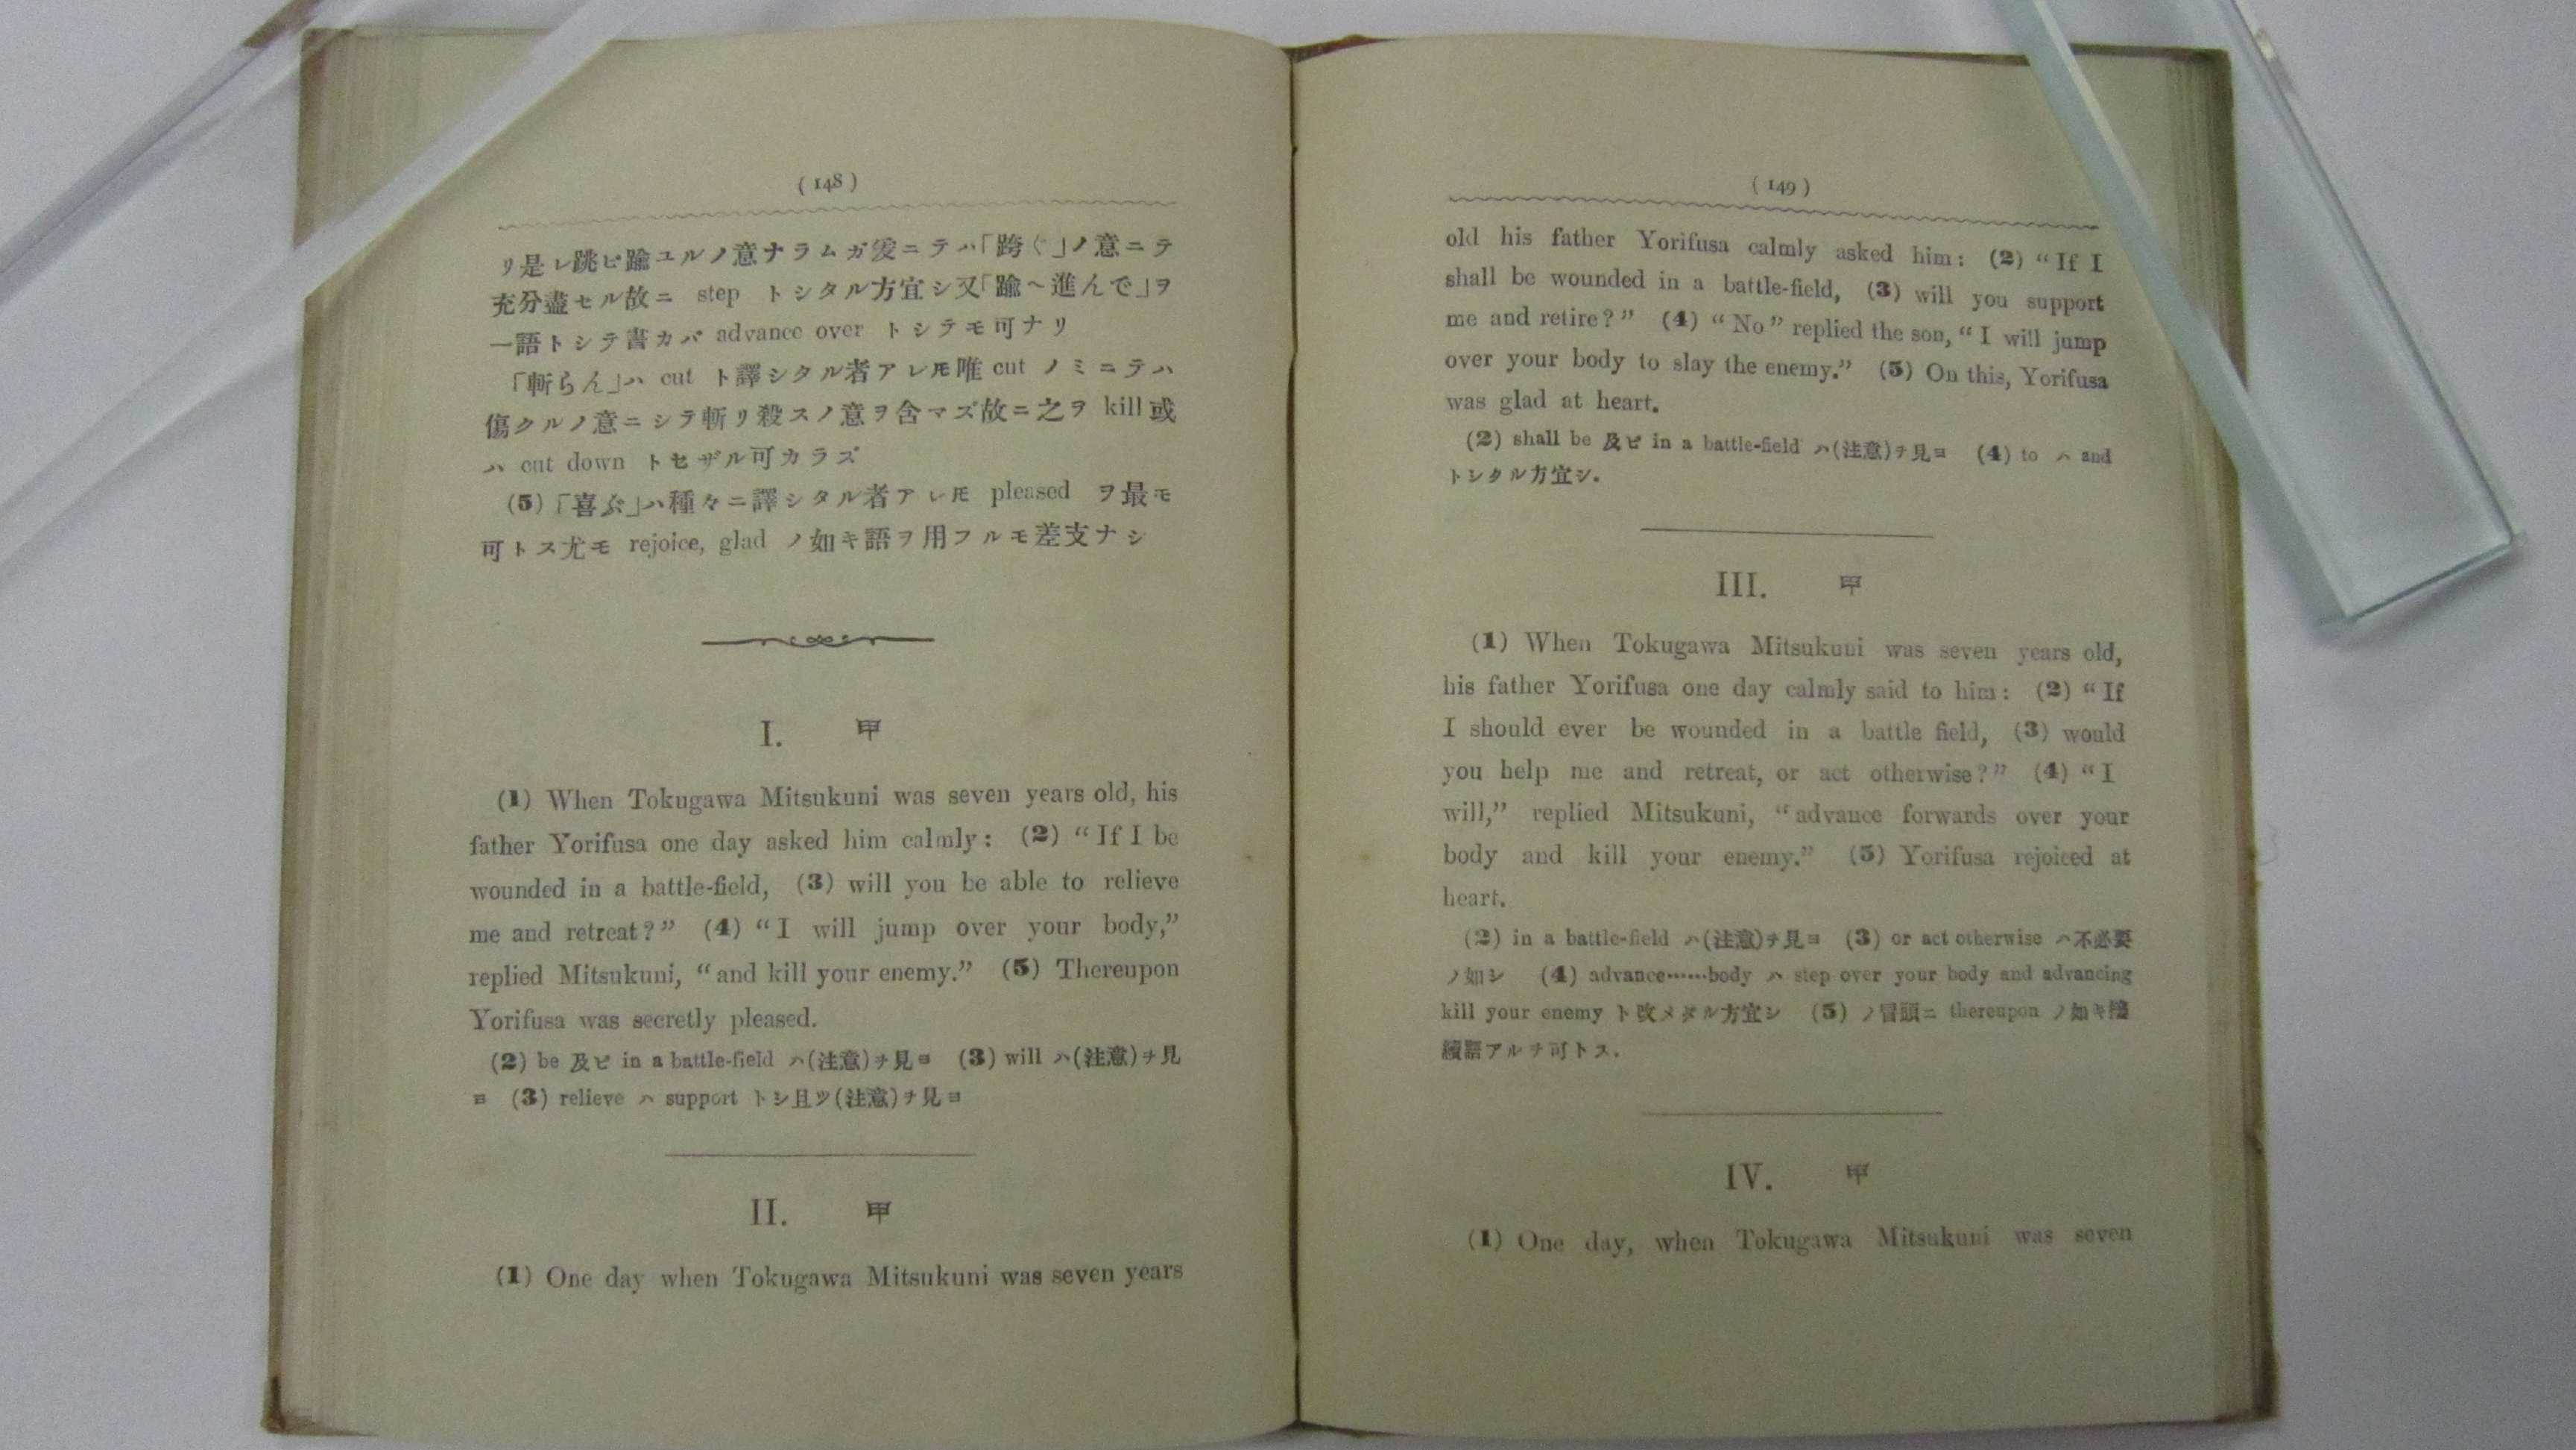 ( 148 )
リ是レ跳ビ踰ユルノ意ナラムガ爰ニテハ「跨ぐ」ノ意ニテ
充分盡セル故ニ step トシタル方宜シ又「踰へ進んで」ヲ
一語トシテ書カバ advance over トシテモ可ナリ
「斬らん」ハ cut ト譯シタル者アレ𪜈唯 cut ノミニテハ
傷クルノ意ニシテ斬リ殺スノ意ヲ含マズ故ニ之ヲ kill 或
ハ cut down トセザル可カラズ
(5)「喜ぶ」ハ種々ニ譯シタル者アレ𪜈 pleased ヲ最モ
可トス尤モ rejoice, glad ノ如キ語ヲ用フルモ差支ナシ
I. 甲
(1) When Tokugawa Mitsukuni was seven years old, his
father Yorifusa one day asked him calmly: (2) “If I be
wounded in a battle-field, (3) will you be able to relieve
me and retreat?” (4) “I will jump over your body,”
replied Mitsukuni, “and kill your enemy.” (5) Thereupon
Yorifusa was secretly pleased.
(2) be 及ビ in a battle-field ハ(注意)チ見ヨ (3) will ハ(注意)チ見
ヨ (3) relieve ハ support トシ且ツ(注意)チ見ヨ
II. 甲
(1) One day when Tokugawa Mitsukuni was seven years
( 149 )
old his father Yorifusa calmly asked him: (2) “If I
shall be wounded in a battle-field, (3) will you support
me and retire?” (4) “No” replied the son, “I will jump
over your body to slay the enemy.” (5) On this, Yorifusa
was glad at heart.
(2) shall be 及ビ in a battle-field ハ(注意)チ見ヨ (4) to ハ and
トシタル方宜シ.
III. 甲
(1) When Tokugawa Mitsukuni was seven years old,
his father Yorifusa one day calmly said to him: (2) “If
I should ever be wounded in a battle field, (3) would
you help me and retreat, or act otherwise?” (4) “I
will,” replied Mitsukuni, “advance forwards over your
body and kill your enemy.” (5) Yorifusa rejoiced at
heart.
(2) in a battle-field ハ(注意)チ見ヨ (3) or act otherwise ハ不必要
ノ如シ (4) advance……body ハ step over your body and advancing
kill your enemy ト改メタル方宜シ (5) ノ冒頭ニ thereupon ノ如キ接
續語アルチ可トス.
IV. 甲
(1) One day, when Tokugawa Mitsukuni was seven